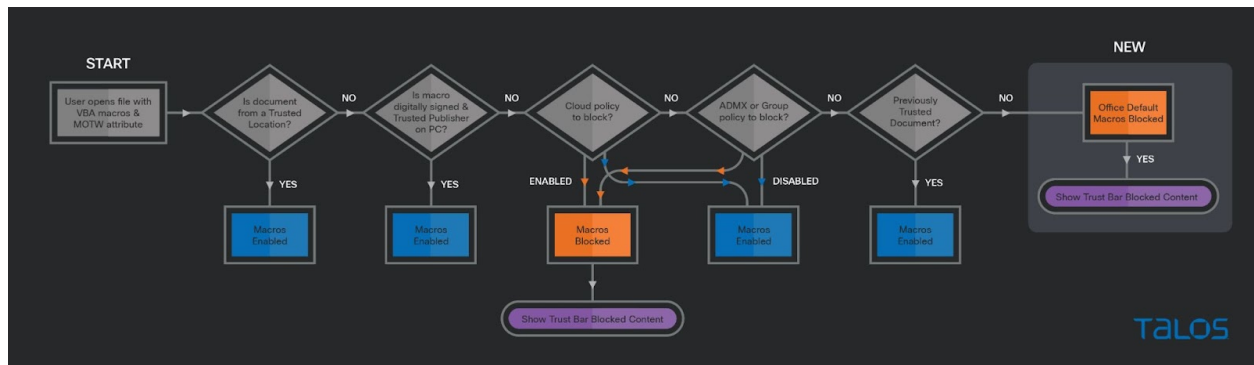 START
NEW
User opens file with
VBA macros &
MOTW attribute
Is document
from a Trusted
Location?
NO
Is macro
digitally signed &
Trusted Publisher
on PC?
NO
Cloud policy
to block?
NO
ADMX or Group
policy to block?
NO
Previously
Trusted
Document?
NO
Office Default
Macros Blocked
YES
YES
ENABLED
DISABLED
YES
YES
Show Trust Bar Blocked Content
Macros
Enabled
Macros
Enabled
Macros
Blocked
Macros
Enabled
Macros
Enabled
Show Trust Bar Blocked Content
TALOS